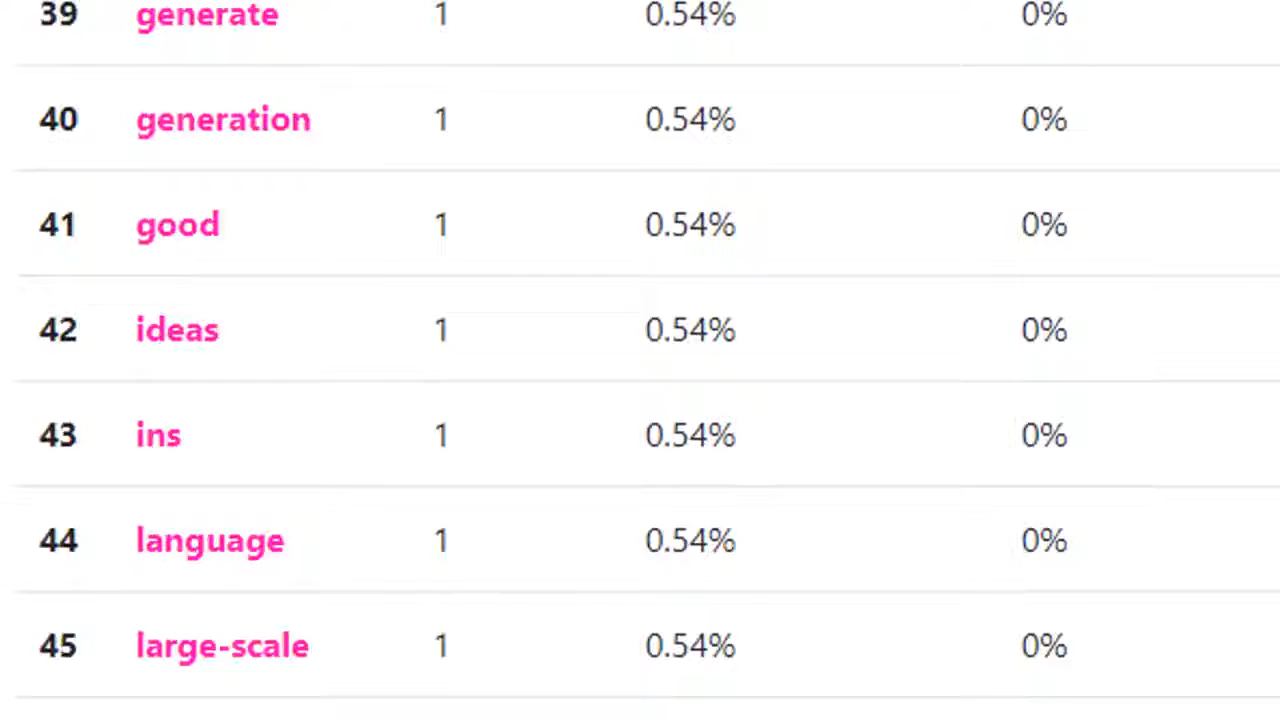 39 generate 1 0.54% 0%
40 generation 1 0.54% 0%
41 good 1 0.54% 0%
42 ideas 1 0.54% 0%
43 ins 1 0.54% 0%
44 language 1 0.54% 0%
45 large-scale 1 0.54% 0%